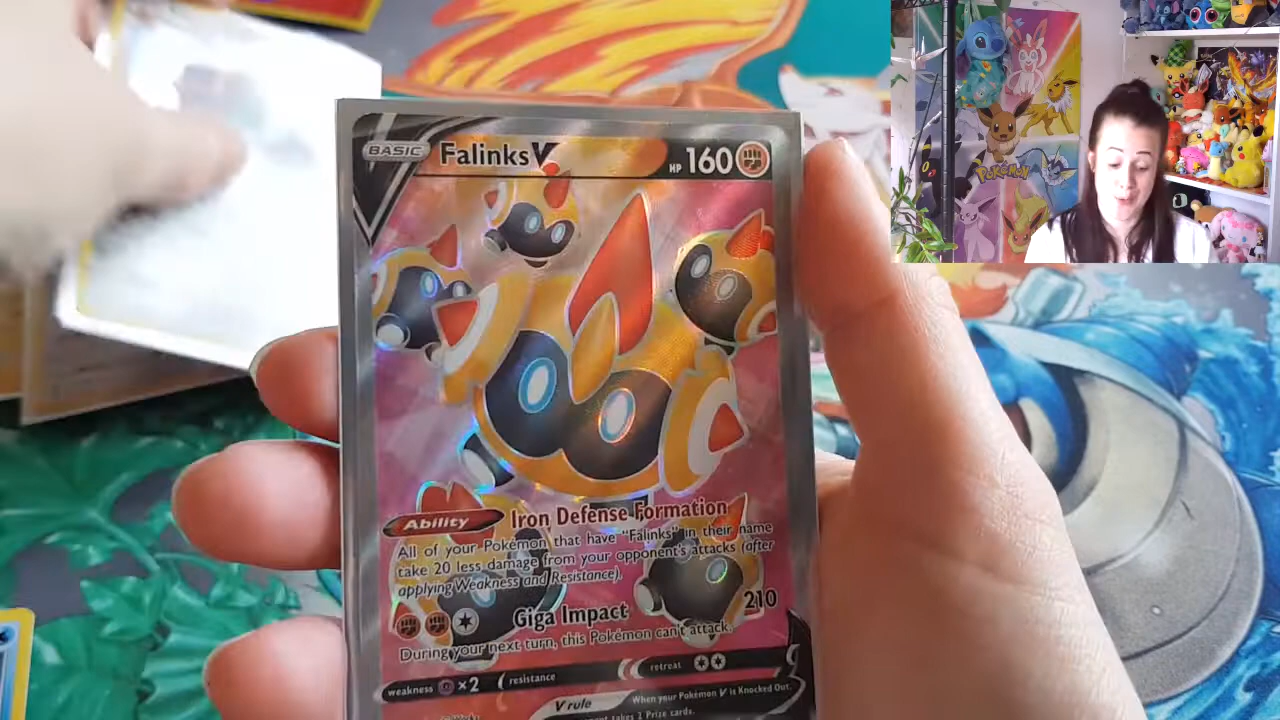 BASIC Falinks V HP 160
POKÉMON
Ability Iron Defense Formation
All of your Pokémon that have "Falinks" in their name
take 20 less damage from your opponent's attacks (after
applying Weakness and Resistance).
Giga Impact 210
During your next turn, this Pokémon can't attack.
weakness ×2 resistance retreat
V rule When your Pokémon V is Knocked Out,
opponent takes 2 Prize cards.